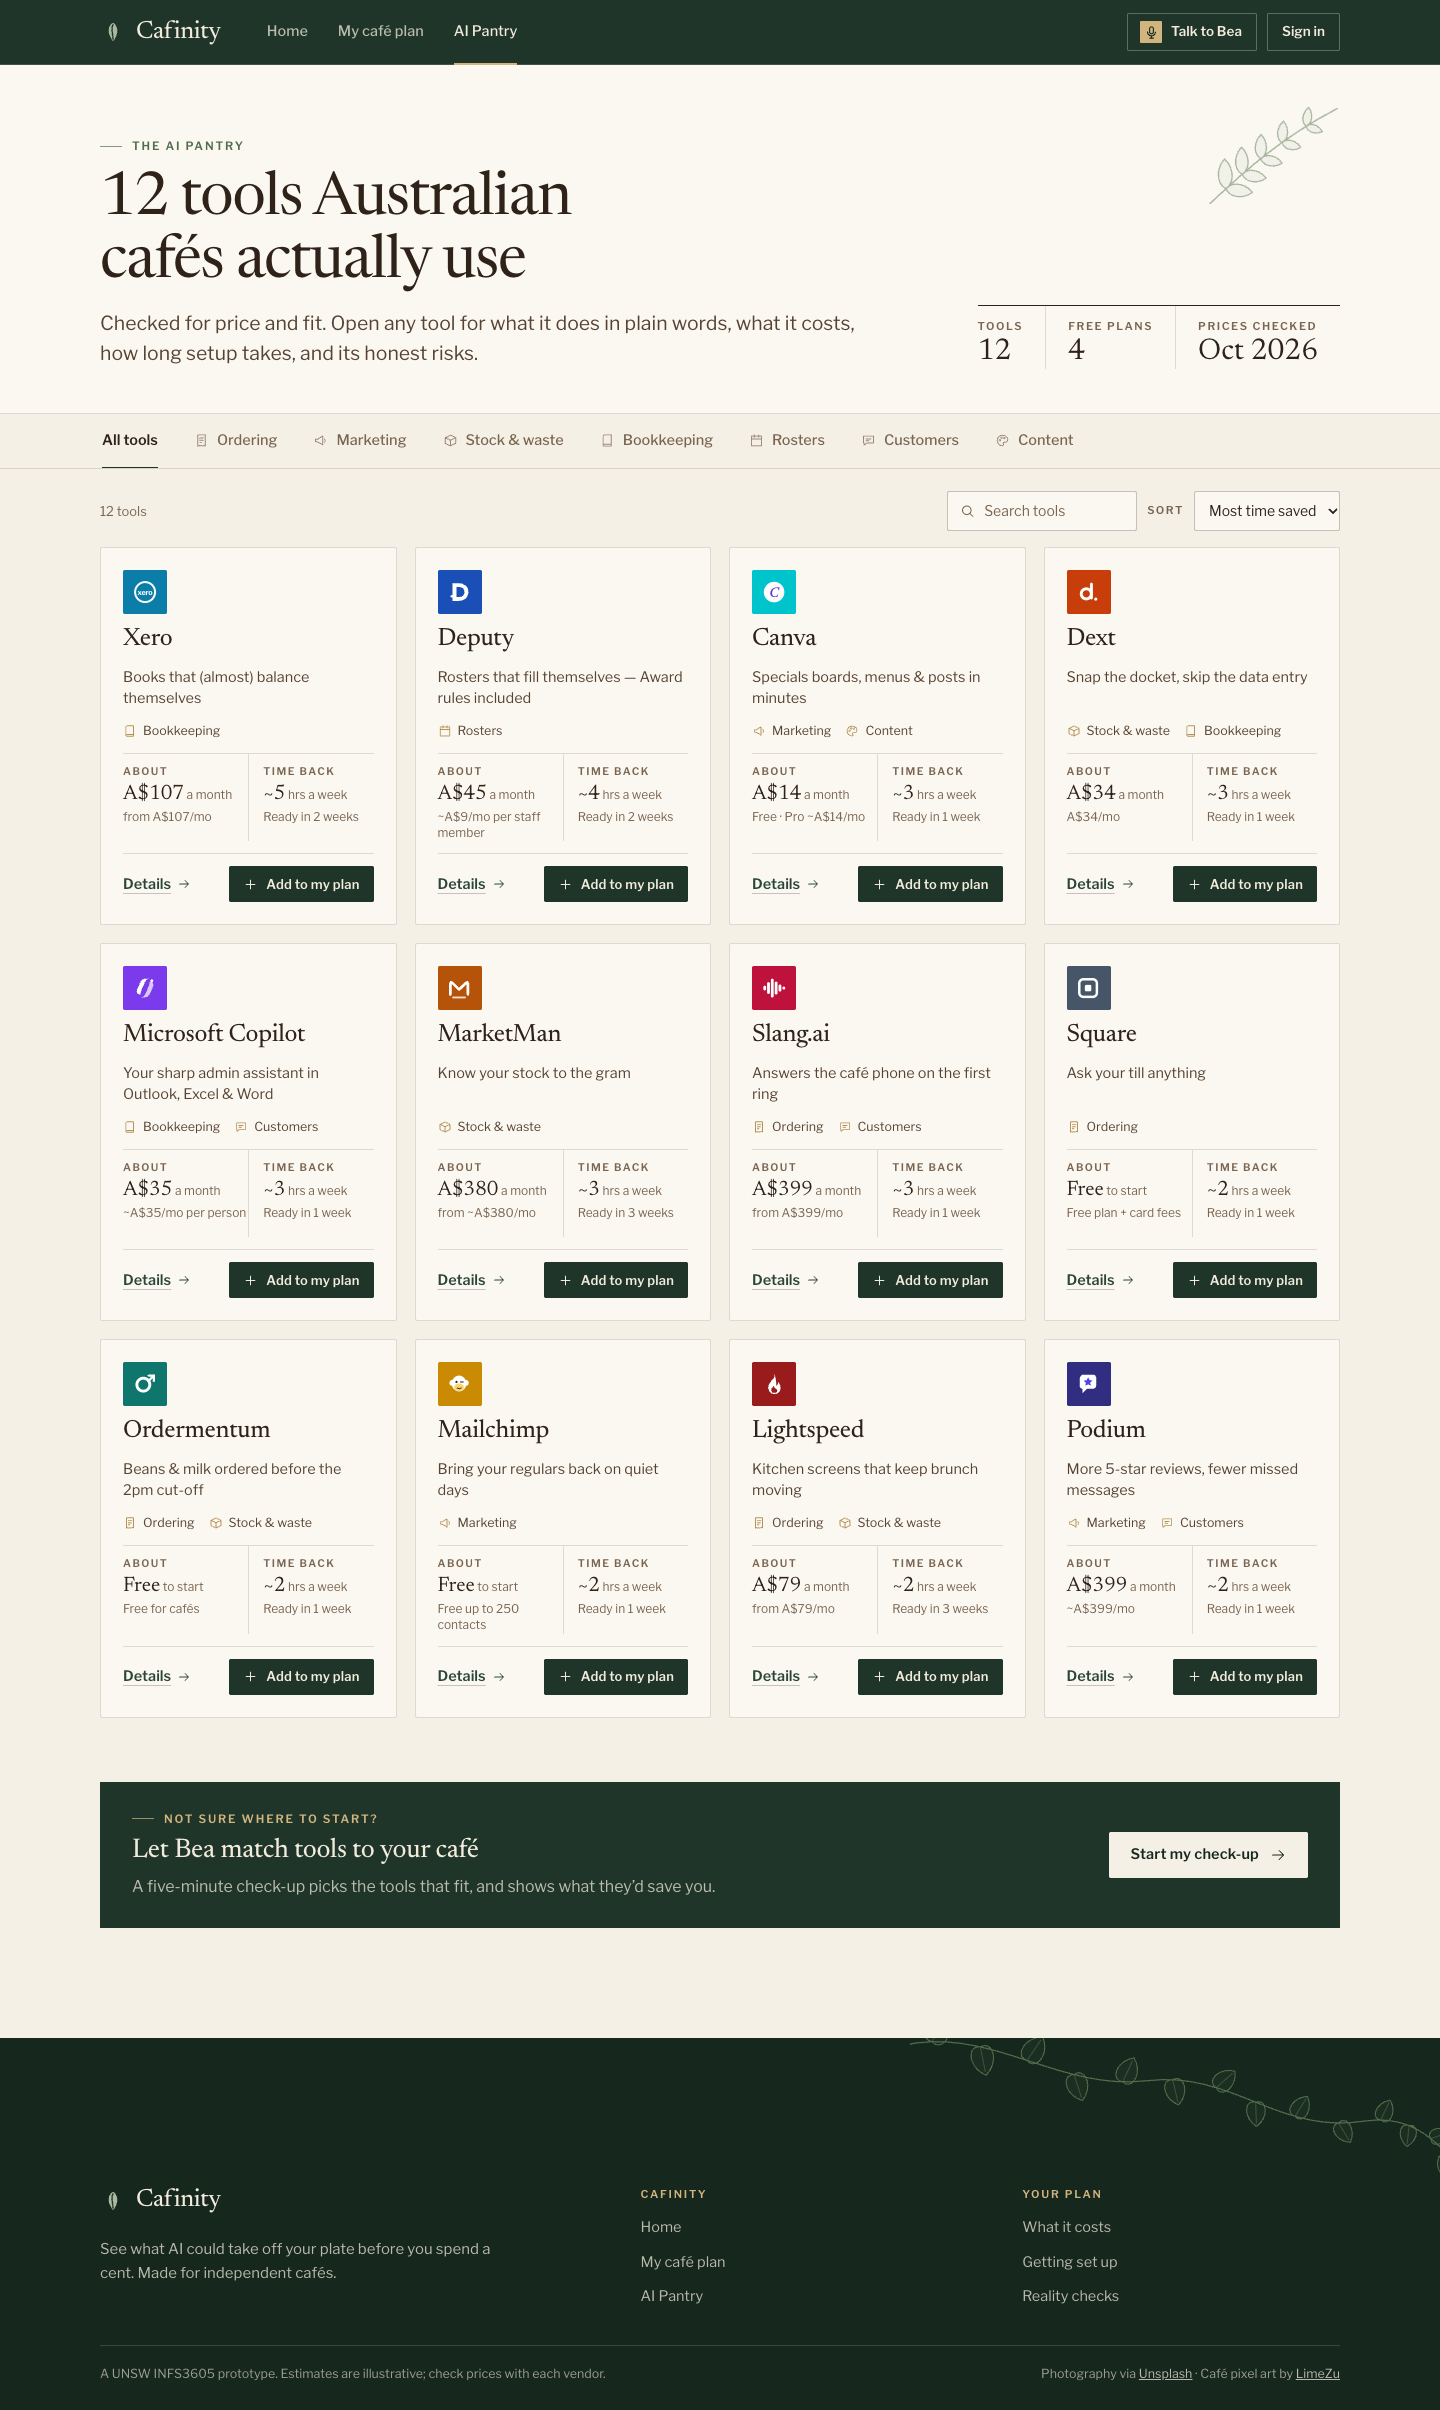 Cafinity
Home
My café plan
AI Pantry
Talk to Bea
Sign in
THE AI PANTRY
12 tools Australian
cafés actually use
Checked for price and fit. Open any tool for what it does in plain words, what it costs,
how long setup takes, and its honest risks.
TOOLS
12
FREE PLANS
4
PRICES CHECKED
Oct 2026
All tools
Ordering
Marketing
Stock & waste
Bookkeeping
Rosters
Customers
Content
12 tools
Search tools
SORT
Most time saved
xero
Xero
Books that (almost) balance
themselves
Bookkeeping
ABOUT
A$107 a month
from A$107/mo
TIME BACK
~5 hrs a week
Ready in 2 weeks
Details
Add to my plan
D
Deputy
Rosters that fill themselves — Award
rules included
Rosters
ABOUT
A$45 a month
~A$9/mo per staff
member
TIME BACK
~4 hrs a week
Ready in 2 weeks
Details
Add to my plan
C
Canva
Specials boards, menus & posts in
minutes
Marketing
Content
ABOUT
A$14 a month
Free · Pro ~A$14/mo
TIME BACK
~3 hrs a week
Ready in 1 week
Details
Add to my plan
d.
Dext
Snap the docket, skip the data entry
Stock & waste
Bookkeeping
ABOUT
A$34 a month
A$34/mo
TIME BACK
~3 hrs a week
Ready in 1 week
Details
Add to my plan
Microsoft Copilot
Your sharp admin assistant in
Outlook, Excel & Word
Bookkeeping
Customers
ABOUT
A$35 a month
~A$35/mo per person
TIME BACK
~3 hrs a week
Ready in 1 week
Details
Add to my plan
MarketMan
Know your stock to the gram
Stock & waste
ABOUT
A$380 a month
from ~A$380/mo
TIME BACK
~3 hrs a week
Ready in 3 weeks
Details
Add to my plan
Slang.ai
Answers the café phone on the first
ring
Ordering
Customers
ABOUT
A$399 a month
from A$399/mo
TIME BACK
~3 hrs a week
Ready in 1 week
Details
Add to my plan
Square
Ask your till anything
Ordering
ABOUT
Free to start
Free plan + card fees
TIME BACK
~2 hrs a week
Ready in 1 week
Details
Add to my plan
Ordermentum
Beans & milk ordered before the
2pm cut-off
Ordering
Stock & waste
ABOUT
Free to start
Free for cafés
TIME BACK
~2 hrs a week
Ready in 1 week
Details
Add to my plan
Mailchimp
Bring your regulars back on quiet
days
Marketing
ABOUT
Free to start
Free up to 250
contacts
TIME BACK
~2 hrs a week
Ready in 1 week
Details
Add to my plan
Lightspeed
Kitchen screens that keep brunch
moving
Ordering
Stock & waste
ABOUT
A$79 a month
from A$79/mo
TIME BACK
~2 hrs a week
Ready in 3 weeks
Details
Add to my plan
Podium
More 5-star reviews, fewer missed
messages
Marketing
Customers
ABOUT
A$399 a month
~A$399/mo
TIME BACK
~2 hrs a week
Ready in 1 week
Details
Add to my plan
NOT SURE WHERE TO START?
Let Bea match tools to your café
A five-minute check-up picks the tools that fit, and shows what they’d save you.
Start my check-up
Cafinity
See what AI could take off your plate before you spend a
cent. Made for independent cafés.
CAFINITY
Home
My café plan
AI Pantry
YOUR PLAN
What it costs
Getting set up
Reality checks
A UNSW INFS3605 prototype. Estimates are illustrative; check prices with each vendor.
Photography via Unsplash · Café pixel art by LimeZu